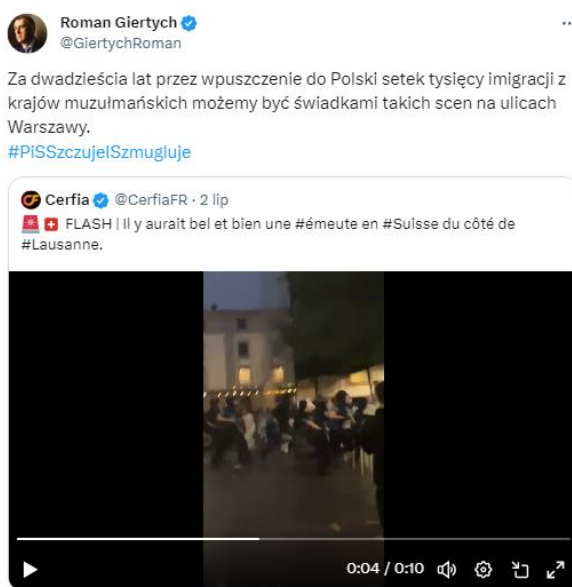 Roman Giertych
@GiertychRoman
Za dwadzieścia lat przez wpuszczenie do Polski setek tysięcy imigracji z
krajów muzułmańskich możemy być świadkami takich scen na ulicach
Warszawy.
#PiSSzczujeISzmugluje
Cerfia @CerfiaFR · 2 lip
FLASH | Il y aurait bel et bien une #émeute en #Suisse du côté de
#Lausanne.
0:04 / 0:10